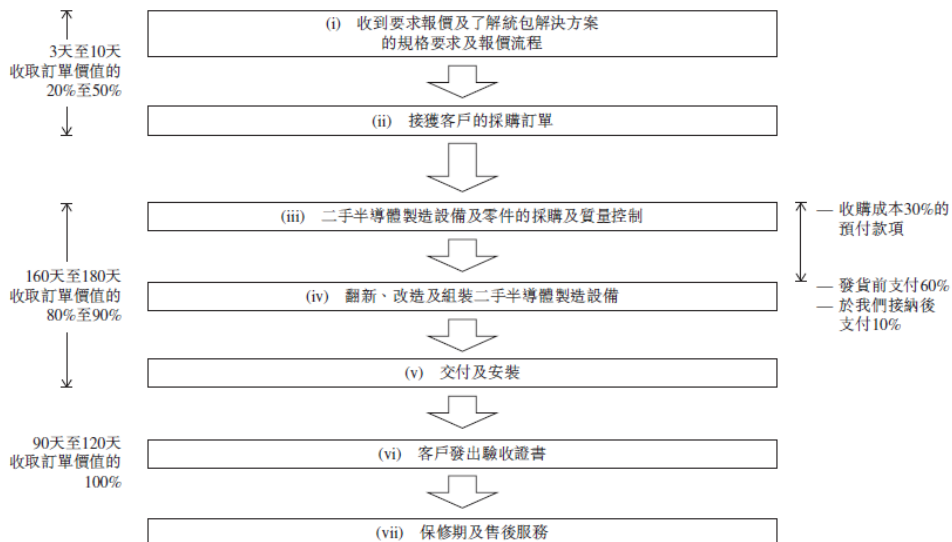 (i) 收到要求報價及了解統包解決方案
的規格要求及報價流程
3天至10天
收取訂單價值的
20%至50%
(ii) 接獲客戶的採購訂單
(iii) 二手半導體製造設備及零件的採購及質量控制
— 收購成本30%的
預付款項
160天至180天
收取訂單價值的
80%至90%
(iv) 翻新、改造及組裝二手半導體製造設備
— 發貨前支付60%
— 於我們接納後
支付10%
(v) 交付及安裝
90天至120天
收取訂單價值的
100%
(vi) 客戶發出驗收證書
(vii) 保修期及售後服務